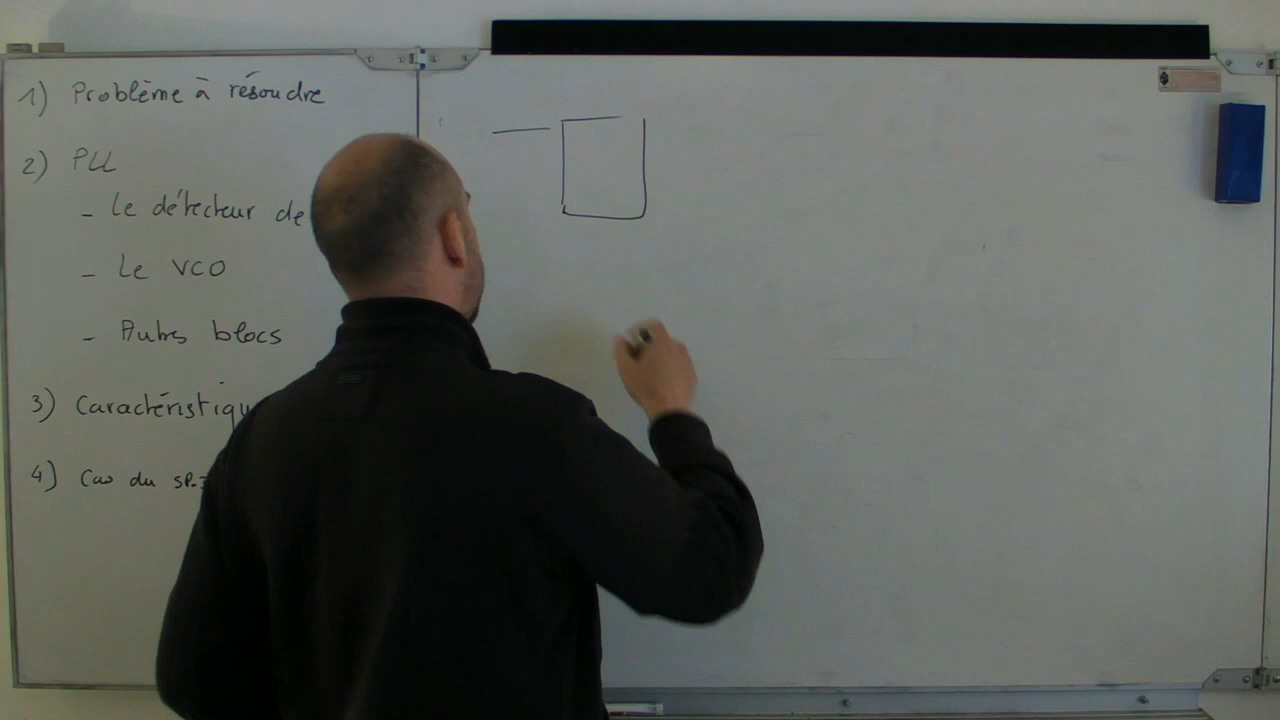 1) Problème à résoudre
2) PLL
- Le détecteur de
- Le VCO
- Autres blocs
3) Caractéristiqu
4) Cas du